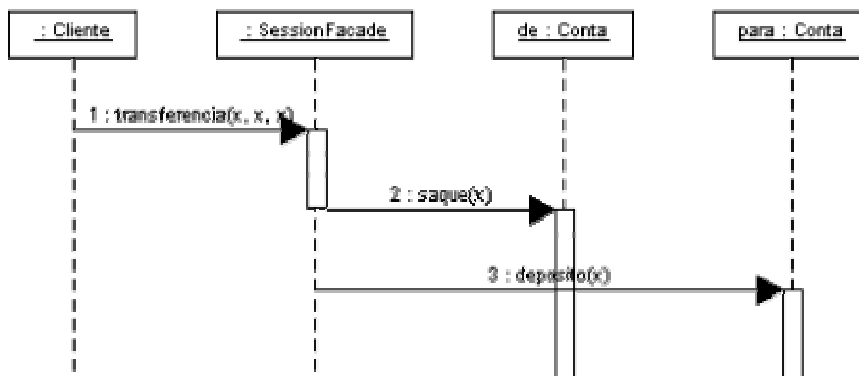 : Cliente
: SessionFacade
de : Conta
para : Conta
1 : transferencia(x, x, x)
2 : saque(x)
3 : deposito(x)